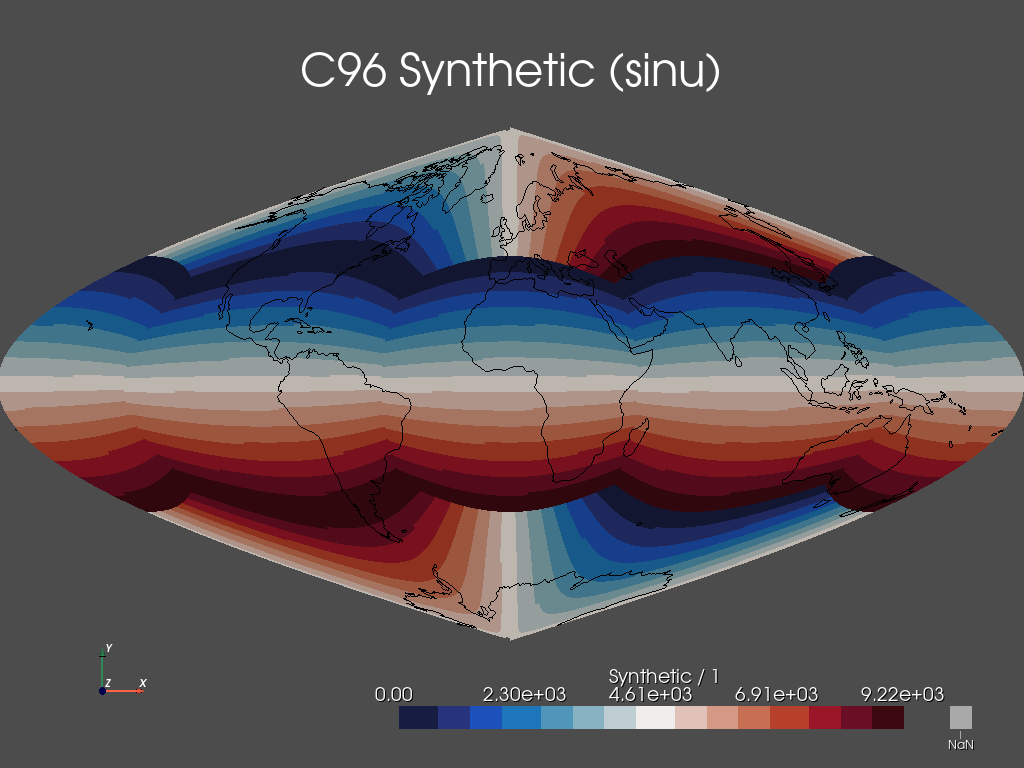 C96 Synthetic (sinu)
Y
Z X
Synthetic / 1
0.00 2.30e+03 4.61e+03 6.91e+03 9.22e+03
NaN